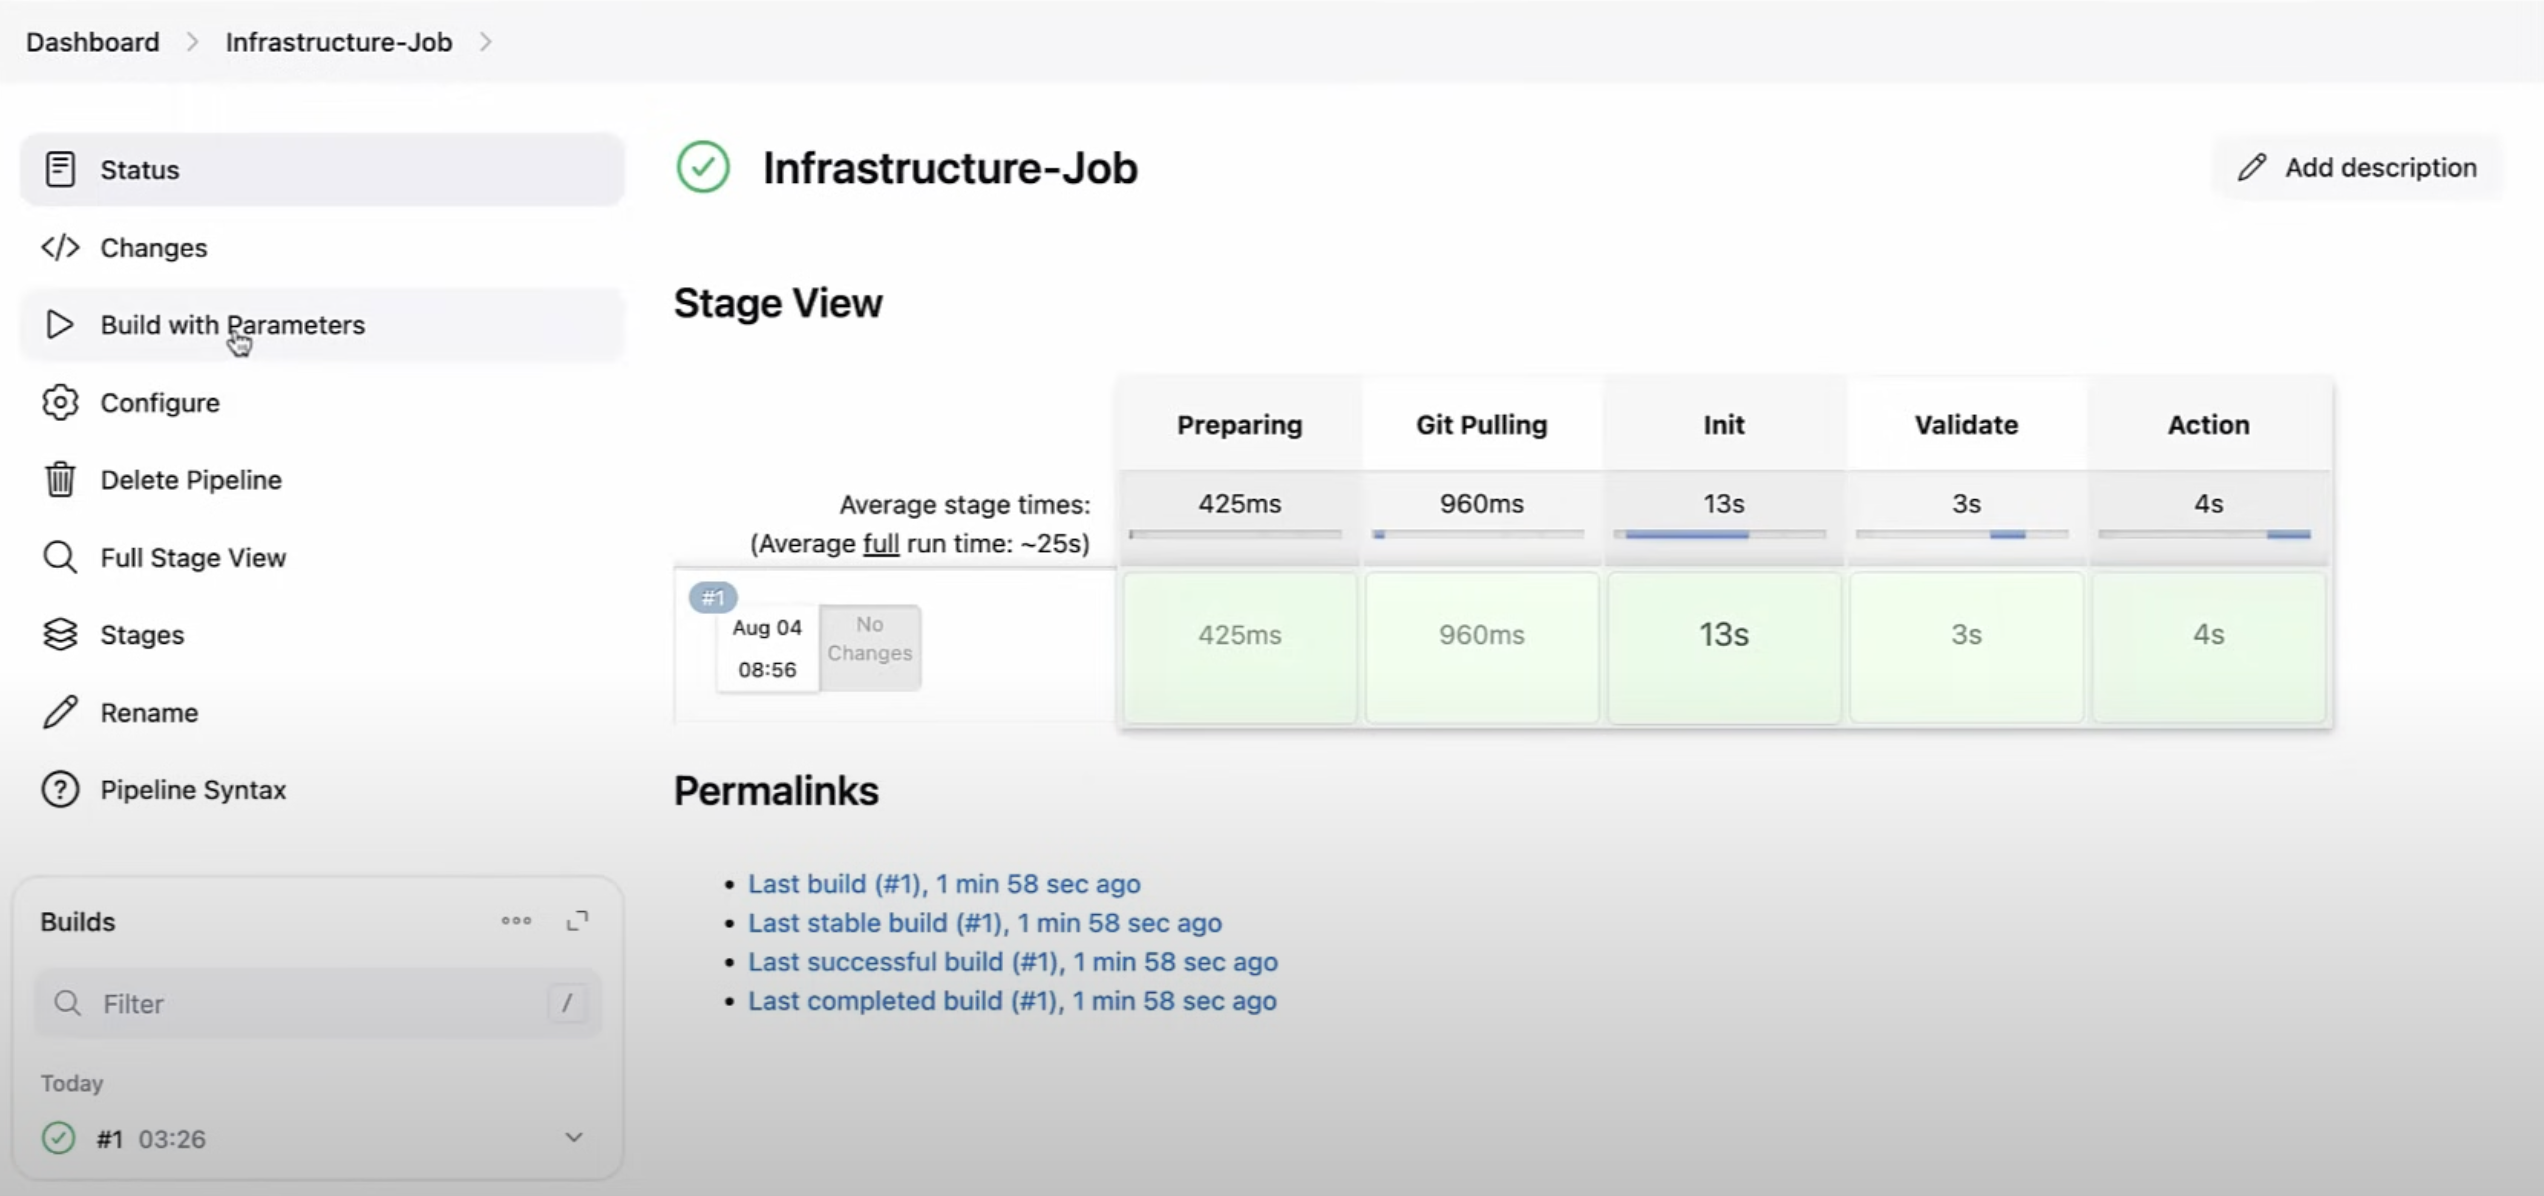 Dashboard
Infrastructure-Job
Status
Changes
Build with Parameters
Configure
Delete Pipeline
Full Stage View
Stages
Rename
Pipeline Syntax
Builds
Filter
/
Today
#1 03:26
Infrastructure-Job
Add description
Stage View
Preparing Git Pulling Init Validate Action
Average stage times: 425ms 960ms 13s 3s 4s
(Average full run time: ~25s)
#1
Aug 04
08:56
No
Changes
425ms 960ms 13s 3s 4s
Permalinks
Last build (#1), 1 min 58 sec ago
Last stable build (#1), 1 min 58 sec ago
Last successful build (#1), 1 min 58 sec ago
Last completed build (#1), 1 min 58 sec ago